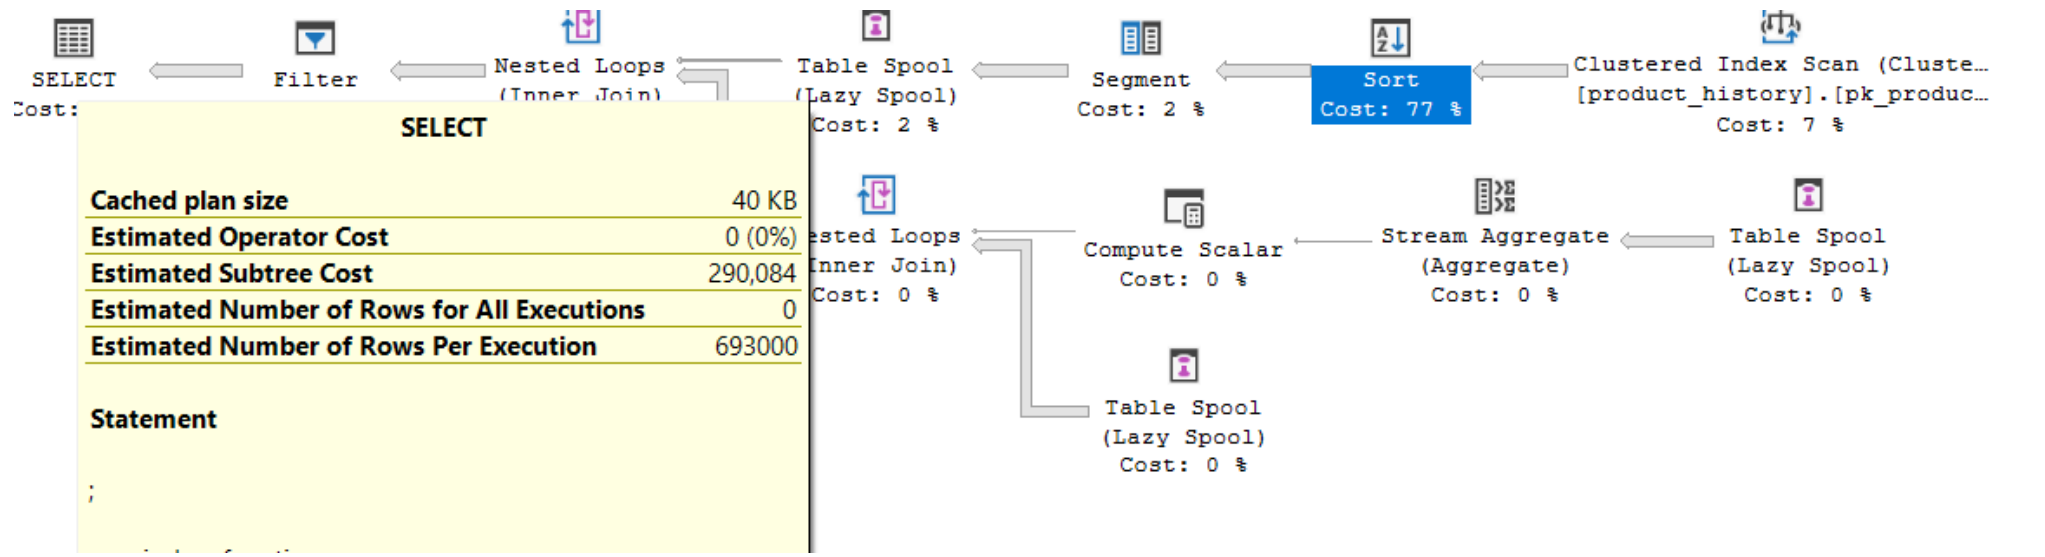 SELECT
Cost:
Filter
Nested Loops
(Inner Join)
Table Spool
(Lazy Spool)
Cost: 2 %
Segment
Cost: 2 %
Sort
Cost: 77 %
Clustered Index Scan (Cluste…
[product_history].[pk_produc…
Cost: 7 %
SELECT
Cached plan size 40 KB
Estimated Operator Cost 0 (0%)
Estimated Subtree Cost 290,084
Estimated Number of Rows for All Executions 0
Estimated Number of Rows Per Execution 693000
Statement
;
ested Loops
Inner Join)
Cost: 0 %
Compute Scalar
Cost: 0 %
Stream Aggregate
(Aggregate)
Cost: 0 %
Table Spool
(Lazy Spool)
Cost: 0 %
Table Spool
(Lazy Spool)
Cost: 0 %